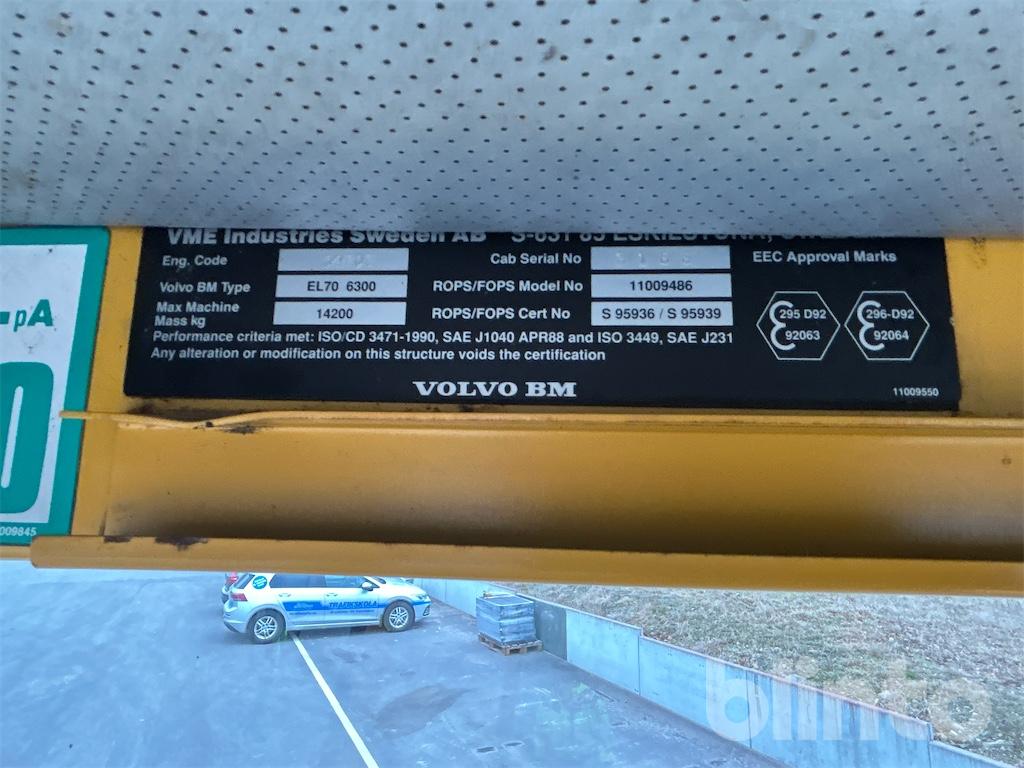 VME Industries Sweden AB
Eng. Code
Cab Serial No
EEC Approval Marks
Volvo BM Type EL70 6300
ROPS/FOPS Model No 11009486
Max Machine
Mass kg 14200
ROPS/FOPS Cert No S 95936 / S 95939
295 D92
92063
296-D92
92064
Performance criteria met: ISO/CD 3471-1990, SAE J1040 APR88 and ISO 3449, SAE J231
Any alteration or modification on this structure voids the certification
VOLVO BM
11009550
-pA
009845
TRAFIKSKOLA
blinto